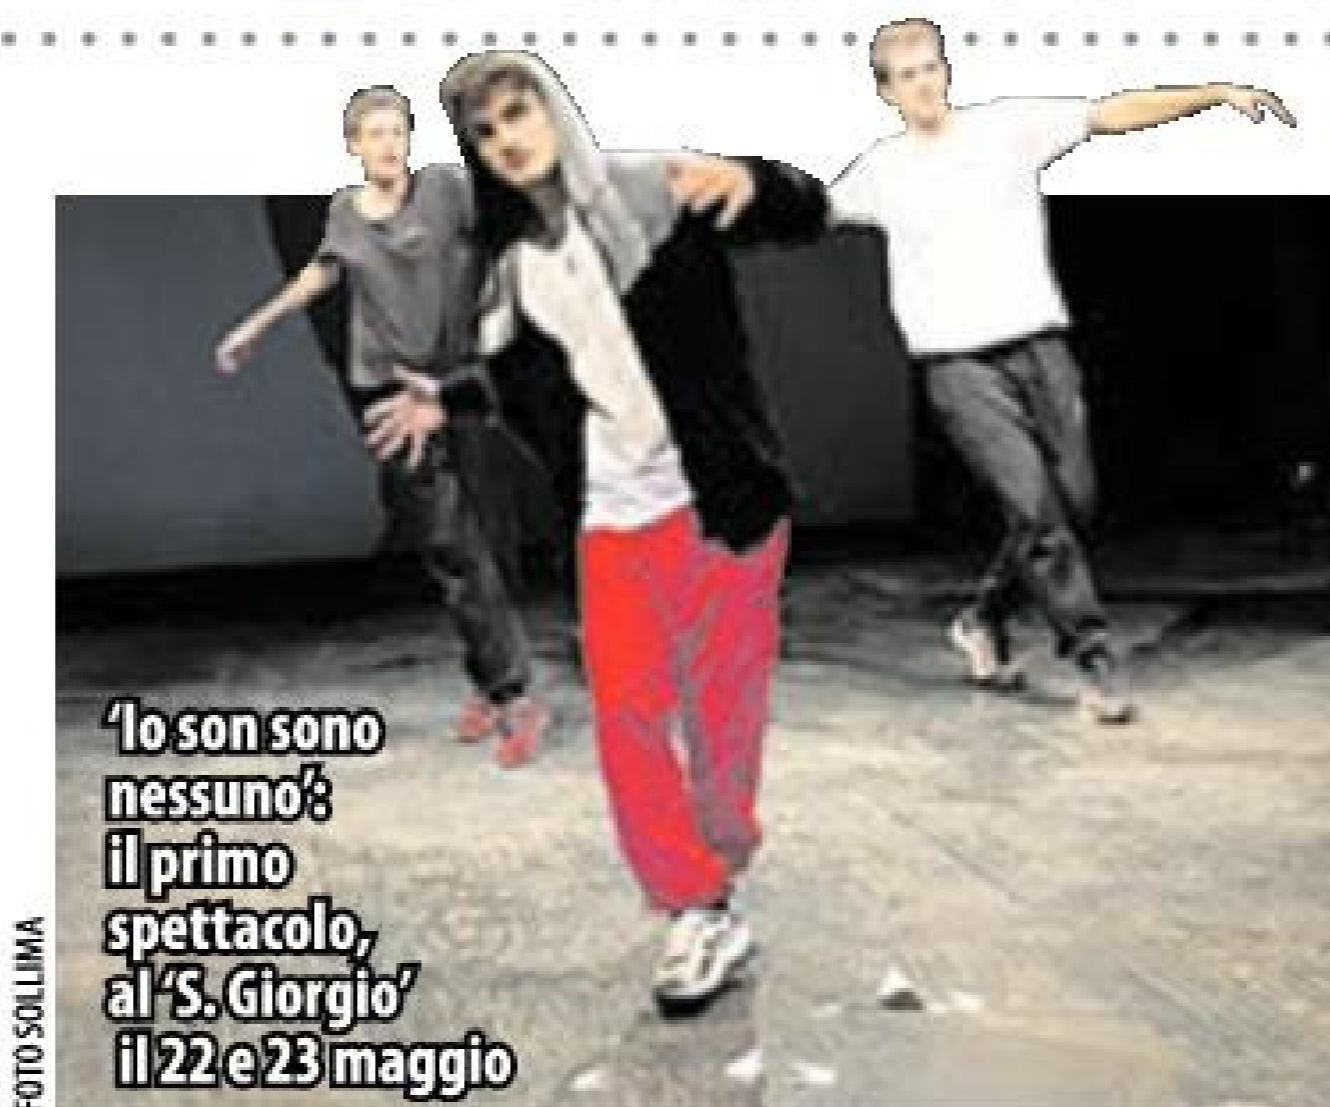 'Io son sono
nessuno':
il primo
spettacolo,
al 'S. Giorgio'
il 22 e 23 maggio
FOTO SOLLIMA